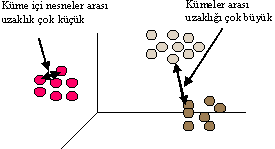 Küme içi nesneler arası
uzaklık çok küçük
Kümeler arası
uzaklığı çok büyük